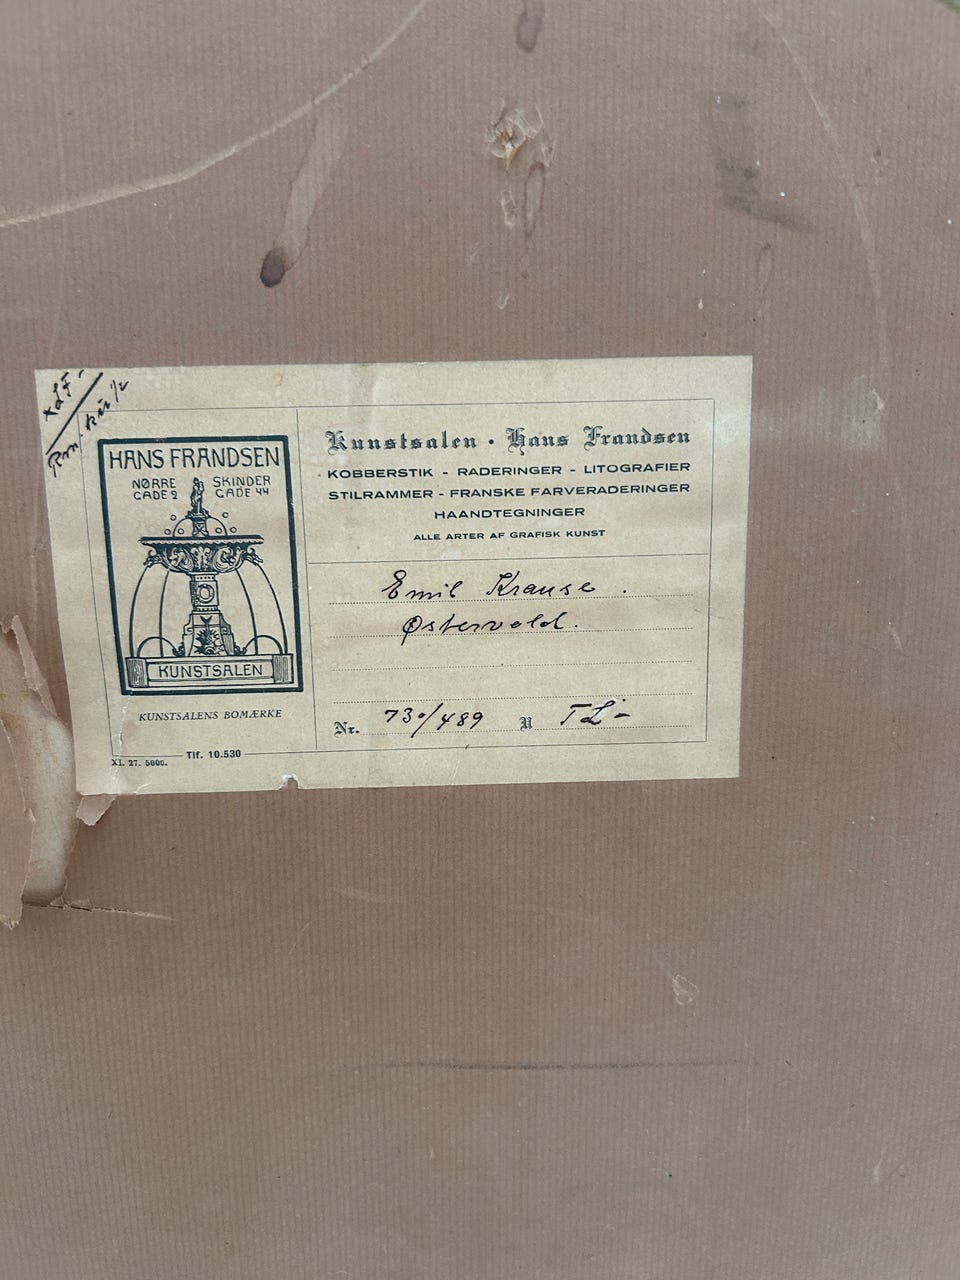 HANS FRANDSEN
NØRRE GADE 2
SKINDER GADE 44
KUNSTSALEN
KUNSTSALENS BOMÆRKE
Tlf. 10.530
XI. 27. 5000.
Kunstsalen • Hans Frandsen
KOBBERSTIK - RADERINGER - LITOGRAFIER
STILRAMMER - FRANSKE FARVERADERINGER
HAANDTEGNINGER
ALLE ARTER AF GRAFISK KUNST
Emil Krause.
Østervold.
Nr. 730/489